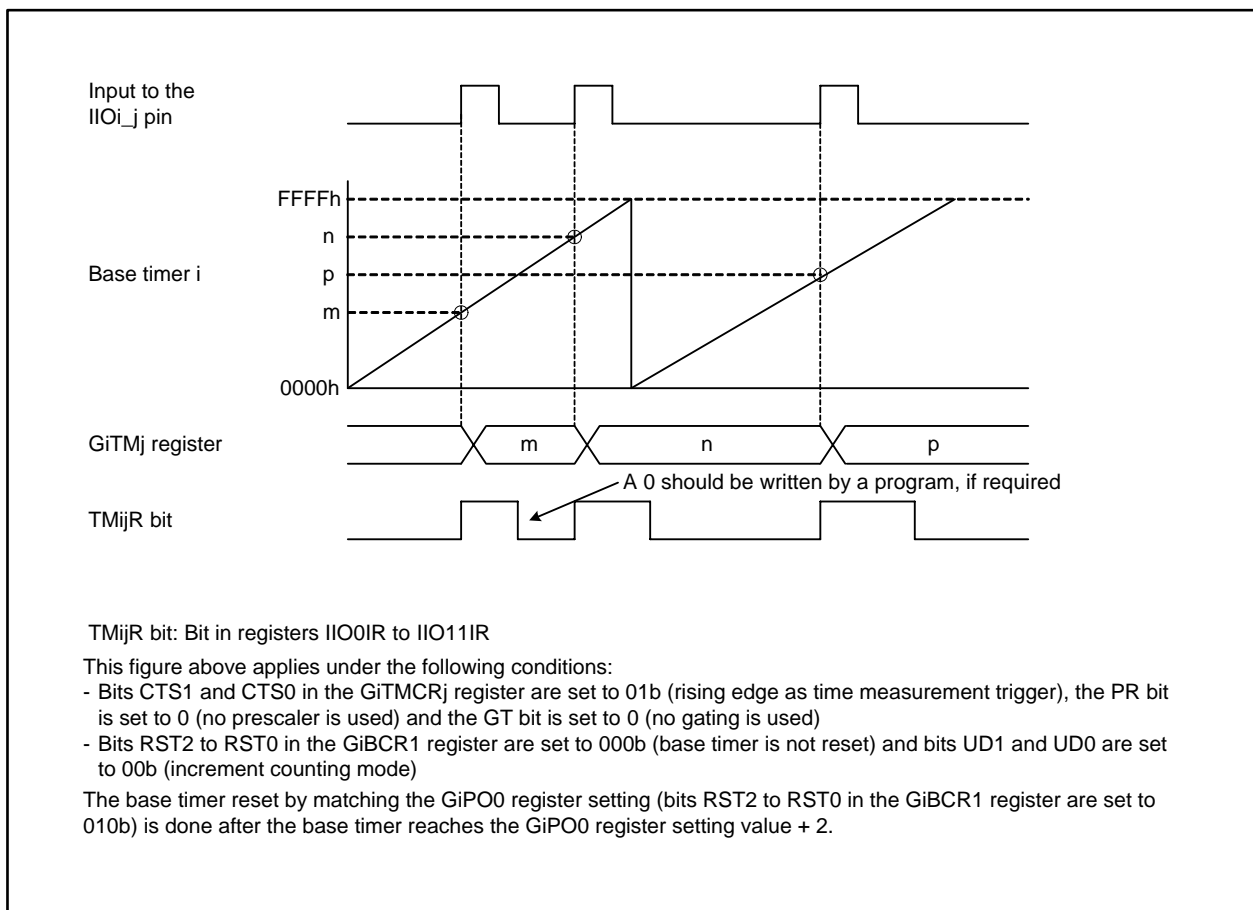 Input to the
IIOi_j pin
FFFFh
n
Base timer i
p
m
0000h
GiTMj register
m
n
p
A 0 should be written by a program, if required
TMijR bit
TMijR bit: Bit in registers IIO0IR to IIO11IR
This figure above applies under the following conditions:
- Bits CTS1 and CTS0 in the GiTMCRj register are set to 01b (rising edge as time measurement trigger), the PR bit
is set to 0 (no prescaler is used) and the GT bit is set to 0 (no gating is used)
- Bits RST2 to RST0 in the GiBCR1 register are set to 000b (base timer is not reset) and bits UD1 and UD0 are set
to 00b (increment counting mode)
The base timer reset by matching the GiPO0 register setting (bits RST2 to RST0 in the GiBCR1 register are set to
010b) is done after the base timer reaches the GiPO0 register setting value + 2.